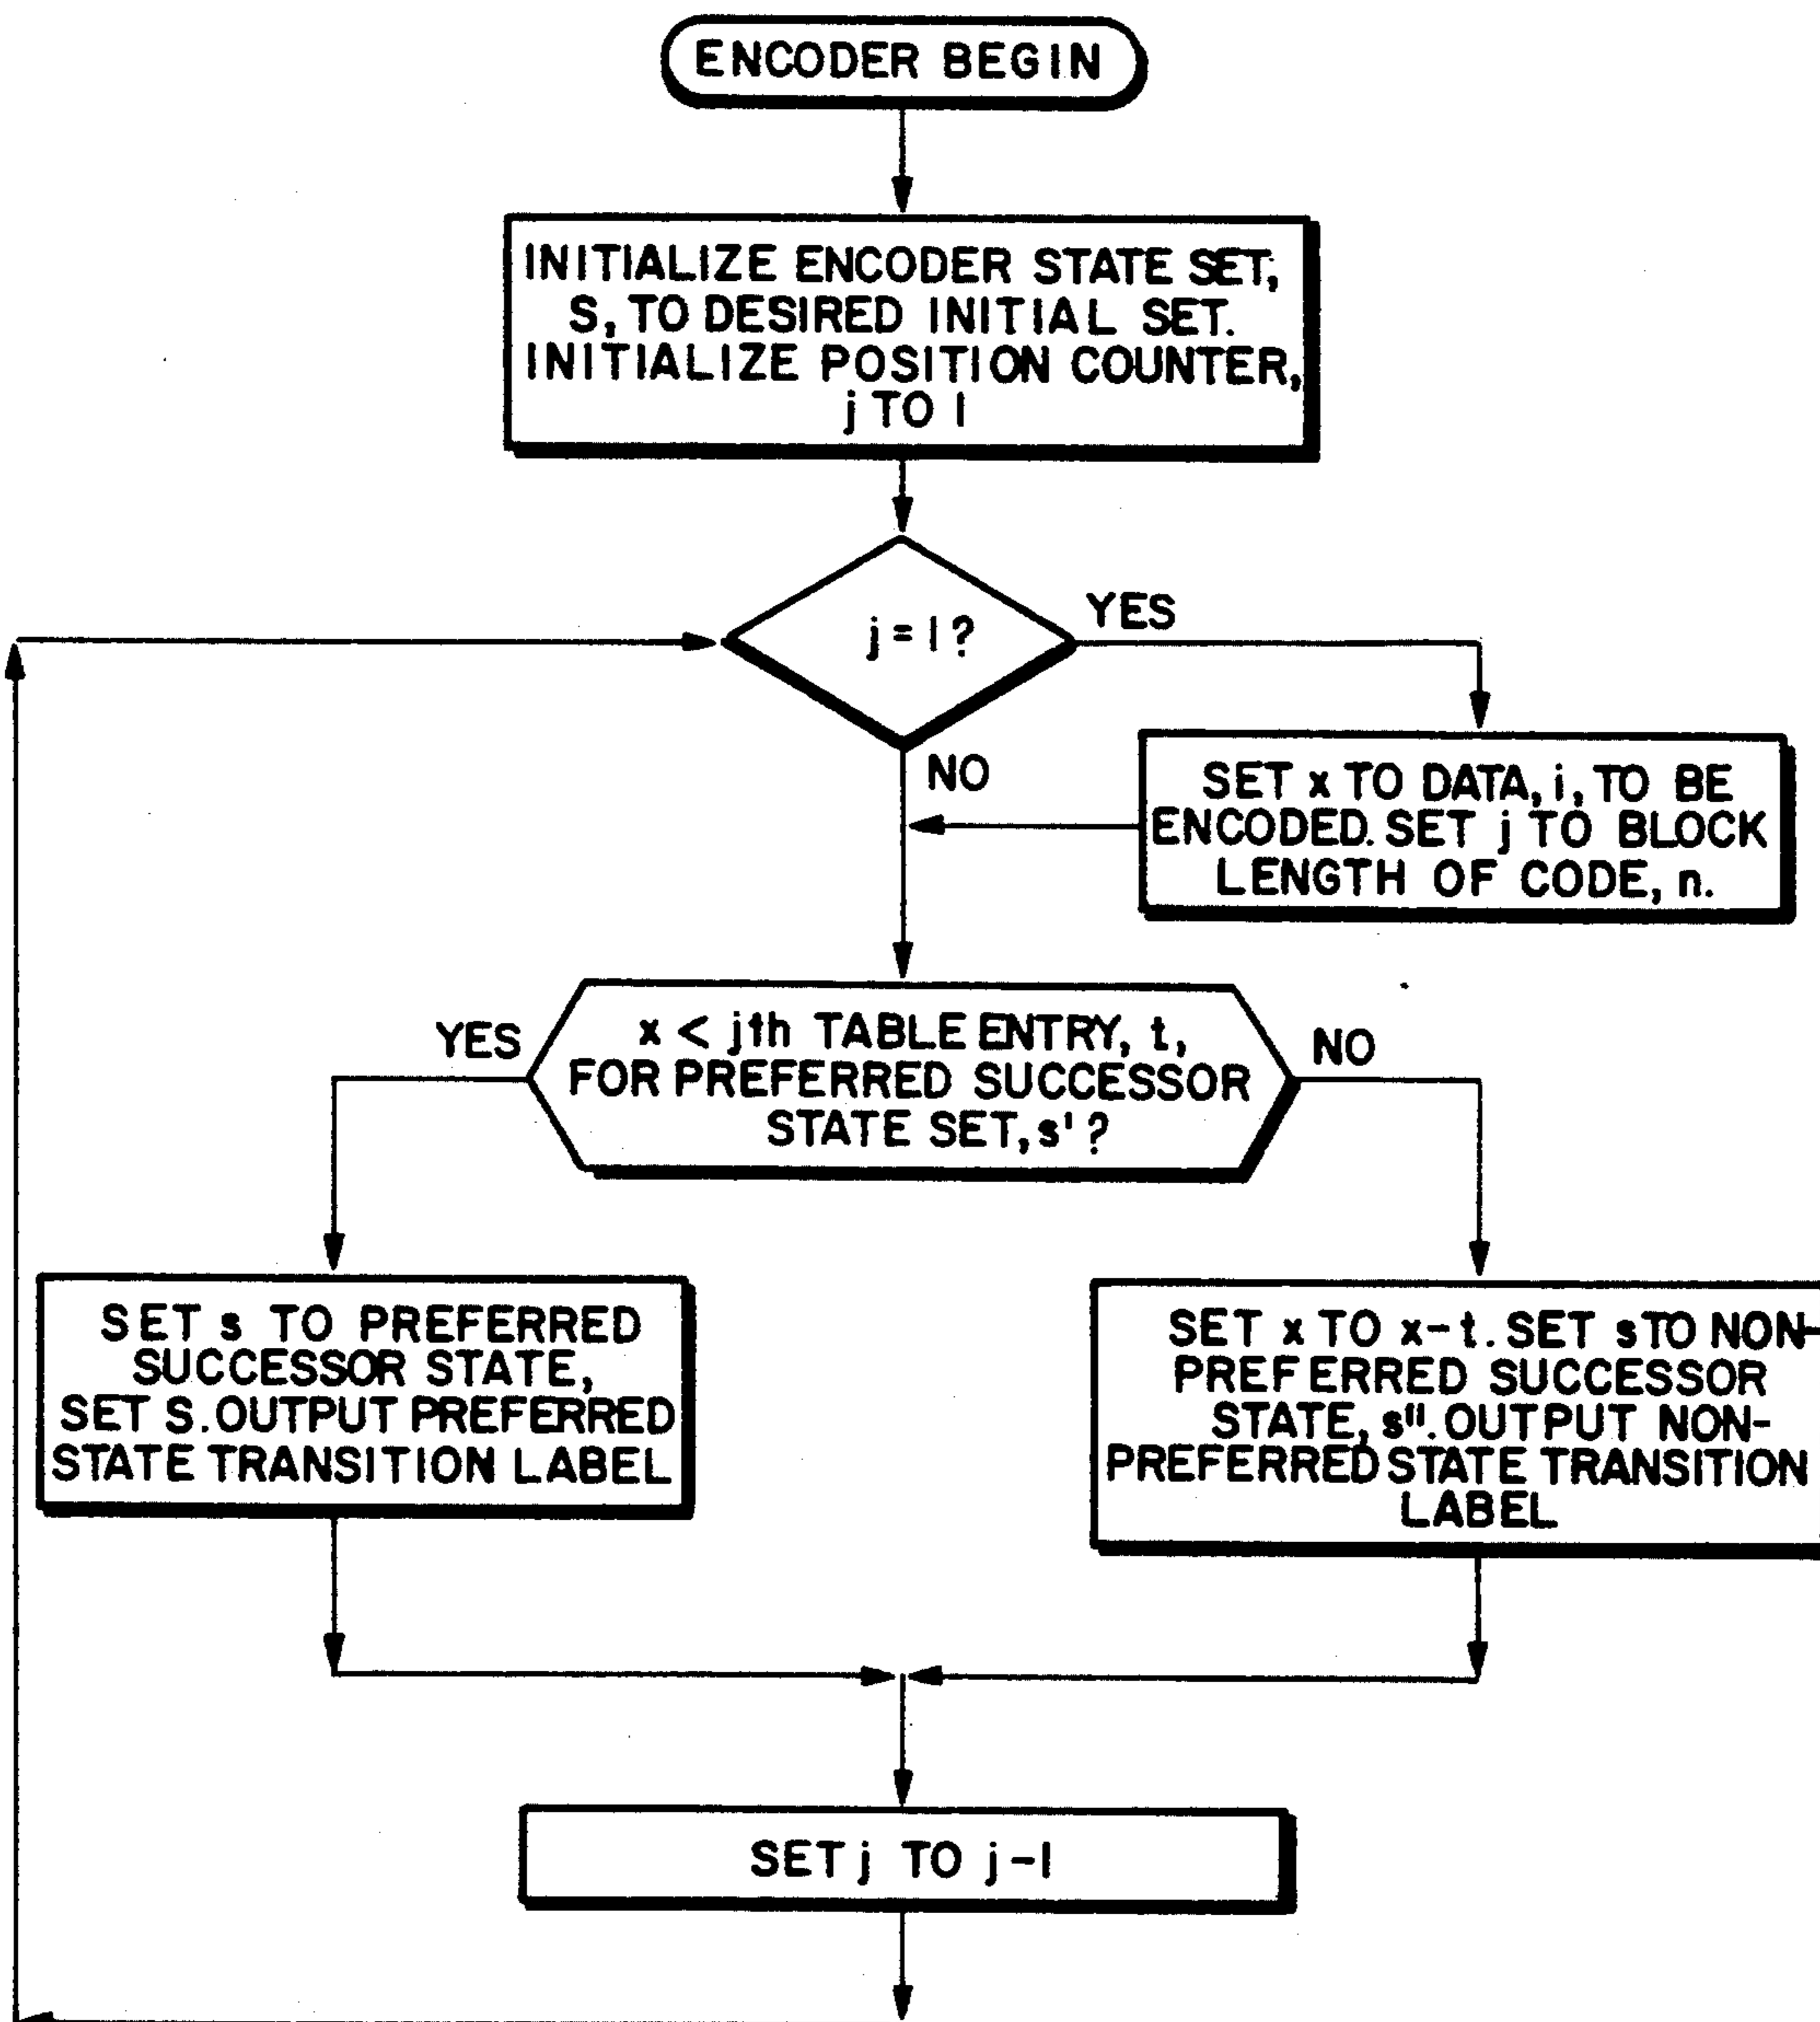 ENCODER BEGIN
INITIALIZE ENCODER STATE SET,
S, TO DESIRED INITIAL SET.
INITIALIZE POSITION COUNTER,
j TO 1
j = 1 ?
YES
NO
SET x TO DATA, i, TO BE
ENCODED. SET j TO BLOCK
LENGTH OF CODE, n.
x < jth TABLE ENTRY, t,
FOR PREFERRED SUCCESSOR
STATE SET, s' ?
YES
NO
SET s TO PREFERRED
SUCCESSOR STATE,
SET S. OUTPUT PREFERRED
STATE TRANSITION LABEL
SET x TO x-t. SET s TO NON-
PREFERRED SUCCESSOR
STATE, s". OUTPUT NON-
PREFERRED STATE TRANSITION
LABEL
SET j TO j-1